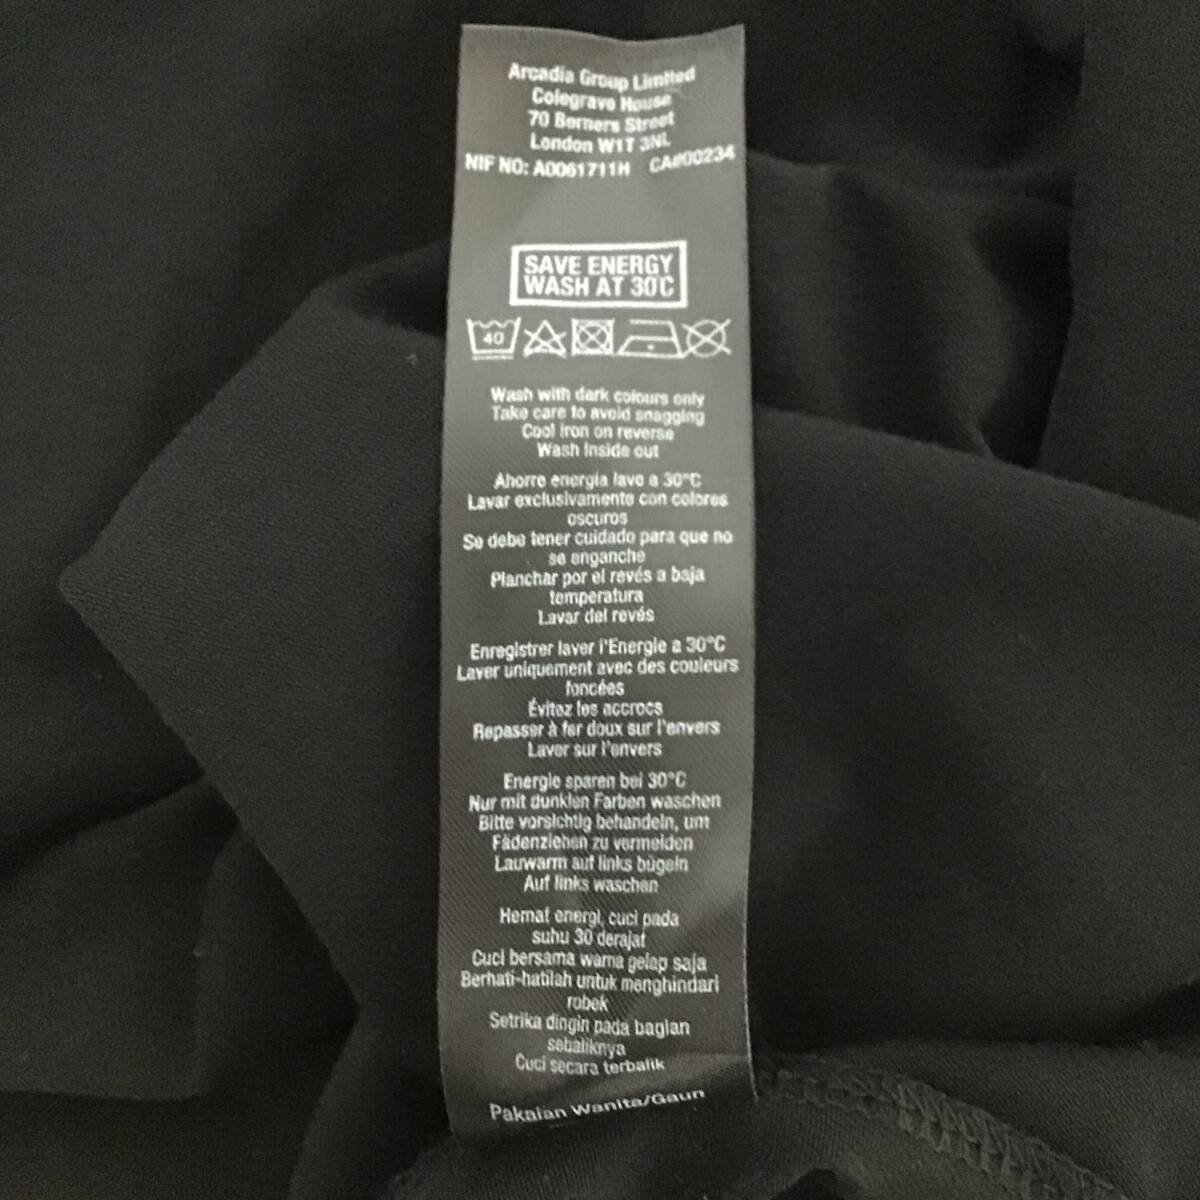 Arcadia Group Limited
Colegrave House
70 Berners Street
London W1T 3NL
NIF NO: A0061711H CA#00234
SAVE ENERGY
WASH AT 30°C
40
Wash with dark colours only
Take care to avoid snagging
Cool iron on reverse
Wash inside out
Ahorre energía lave a 30°C
Lavar exclusivamente con colores
oscuros
Se debe tener cuidado para que no
se enganche
Planchar por el revés a baja
temperatura
Lavar del revés
Enregistrer laver l'Energie a 30°C
Laver uniquement avec des couleurs
foncées
Évitez les accrocs
Repasser à fer doux sur l'envers
Laver sur l'envers
Energie sparen bei 30°C
Nur mit dunklen Farben waschen
Bitte vorsichtig behandeln, um
Fädenziehen zu vermeiden
Lauwarm auf links bügeln
Auf links waschen
Hemat energi, cuci pada
suhu 30 derajat
Cuci bersama warna gelap saja
Berhati-hatilah untuk menghindari
robek
Setrika dingin pada bagian
sebaliknya
Cuci secara terbalik
Pakaian Wanita/Gaun